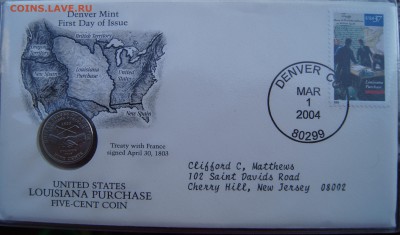 COINS.LAVE.RU
Denver Mint
First Day of Issue
British Territory
Louisiana
Purchase
United
States
New Spain
New Spain
Treaty with France
signed April 30, 1803
UNITED STATES
LOUISIANA PURCHASE
FIVE-CENT COIN
DENVER CO
MAR
1
2004
80299
Louisiana
Purchase
Clifford C, Matthews
102 Saint Davids Road
Cherry Hill, New Jersey 08002